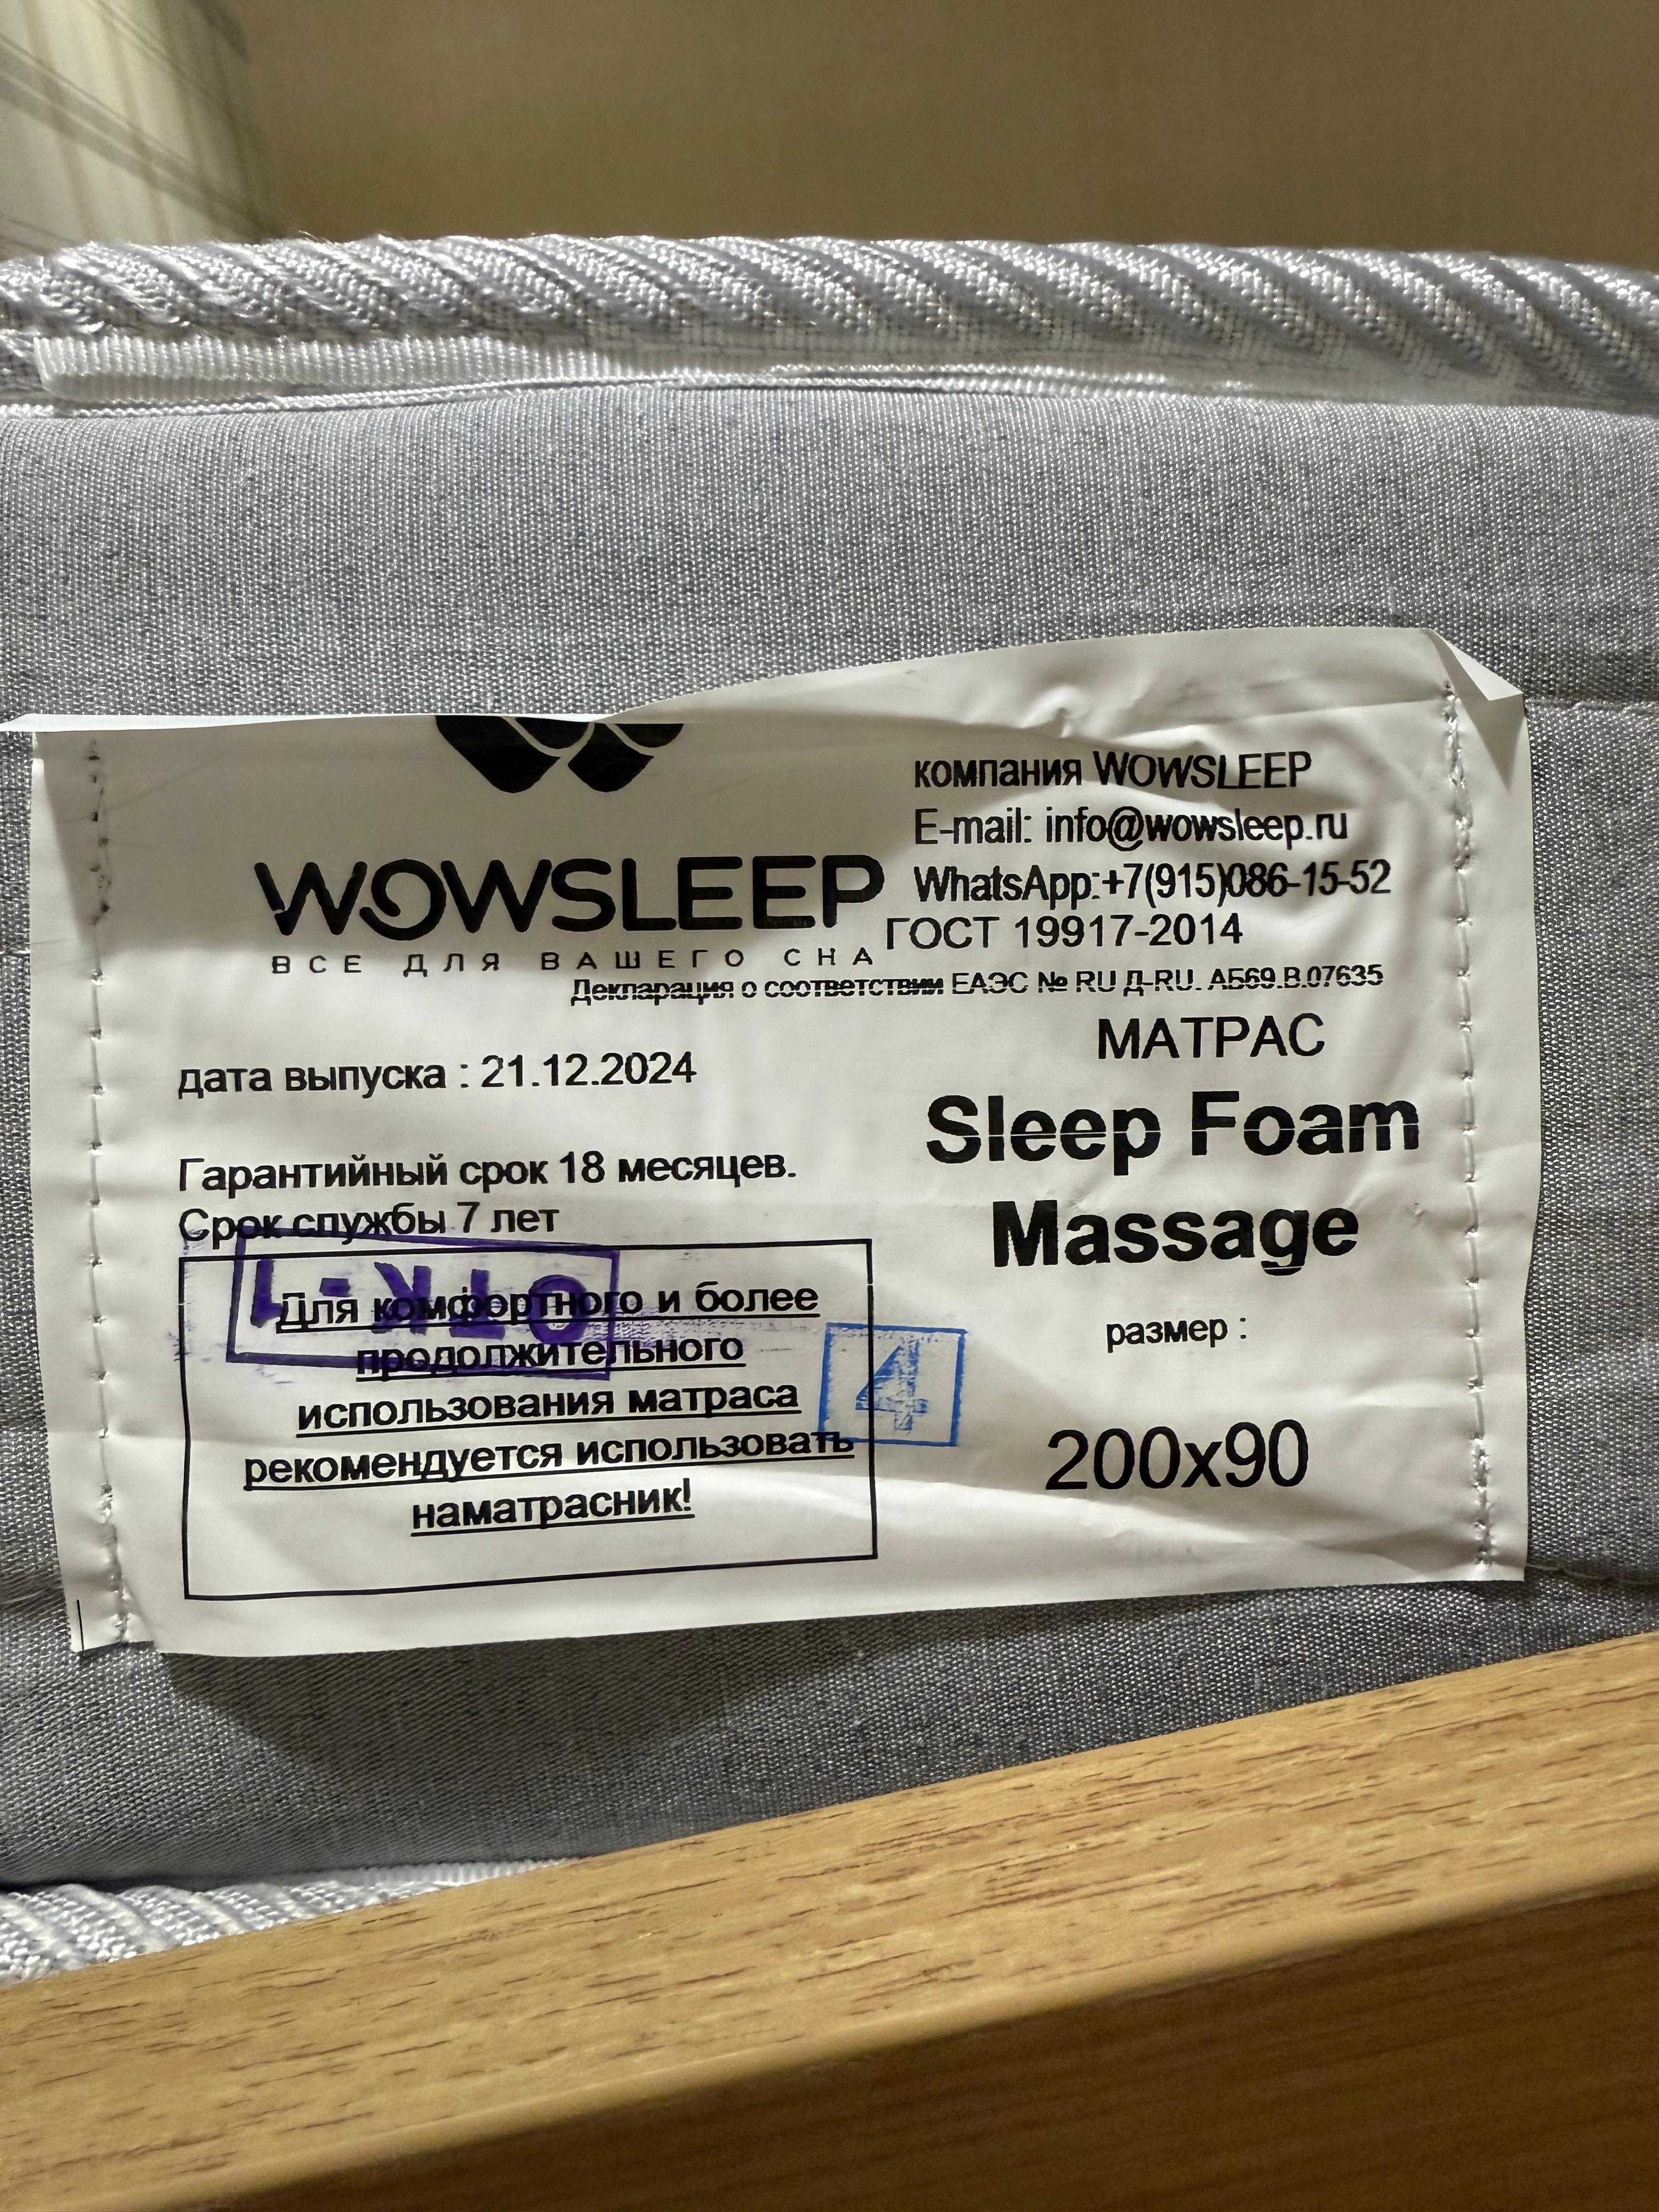 WOWSLEEP
ВСЕ ДЛЯ ВАШЕГО СНА
компания WOWSLEEP
E-mail: info@wowsleep.ru
WhatsApp:+7(915)086-15-52
ГОСТ 19917-2014
Декларация о соответствии ЕАЭС № RU Д-RU. АБ69.В.07635
дата выпуска : 21.12.2024
Гарантийный срок 18 месяцев.
Срок службы 7 лет
ОТК-1
Для комфортного и более
продолжительного
использования матраса
рекомендуется использовать
наматрасник!
4
МАТРАС
Sleep Foam
Massage
размер :
200x90